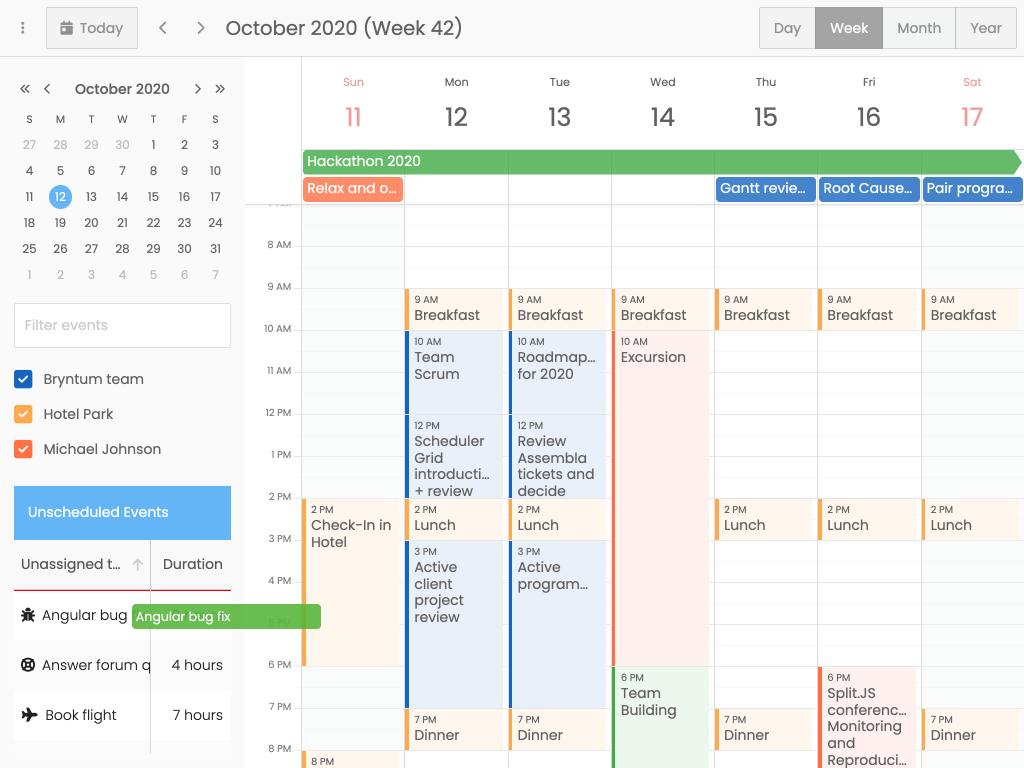 Today
October 2020 (Week 42)
Day
Week
Month
Year
October 2020
S M T W T F S
27 28 29 30 1 2 3
4 5 6 7 8 9 10
11 12 13 14 15 16 17
18 19 20 21 22 23 24
25 26 27 28 29 30 31
1 2 3 4 5 6 7
Filter events
Bryntum team
Hotel Park
Michael Johnson
Unscheduled Events
Unassigned t... Duration
Angular bug
Angular bug fix
Answer forum q 4 hours
Book flight 7 hours
Sun Mon Tue Wed Thu Fri Sat
11 12 13 14 15 16 17
Hackathon 2020
Relax and o...
Gantt revie...
Root Cause...
Pair progra...
8 AM
9 AM
10 AM
11 AM
12 PM
1 PM
2 PM
3 PM
4 PM
5 PM
6 PM
7 PM
8 PM
2 PM
Check-In in
Hotel
8 PM
9 AM
Breakfast
10 AM
Team
Scrum
12 PM
Scheduler
Grid
introducti...
+ review
2 PM
Lunch
3 PM
Active
client
project
review
7 PM
Dinner
9 AM
Breakfast
10 AM
Roadmap...
for 2020
12 PM
Review
Assembla
tickets and
decide
2 PM
Lunch
3 PM
Active
program...
7 PM
Dinner
9 AM
Breakfast
10 AM
Excursion
6 PM
Team
Building
9 AM
Breakfast
2 PM
Lunch
7 PM
Dinner
9 AM
Breakfast
2 PM
Lunch
6 PM
Split.JS
conferenc...
Monitoring
and
Reproduci...
9 AM
Breakfast
2 PM
Lunch
7 PM
Dinner